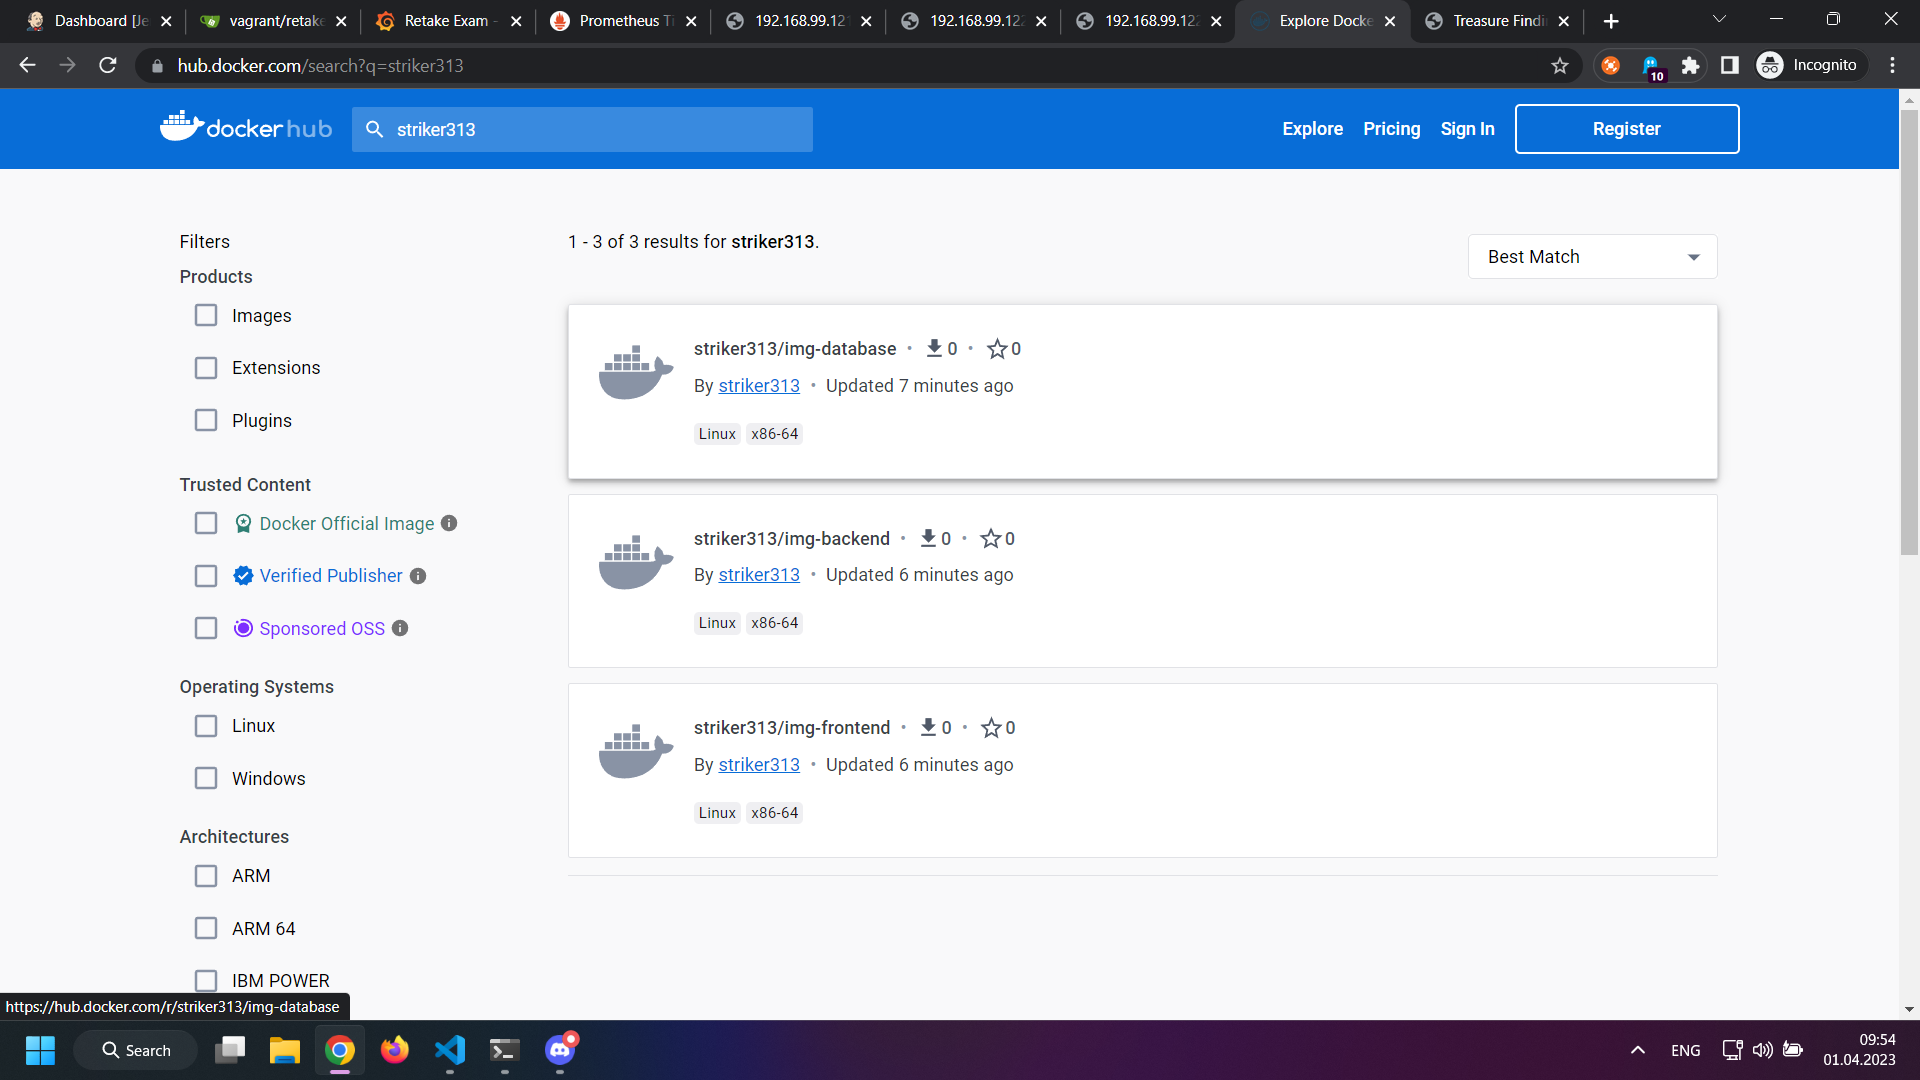 Dashboard [Je
vagrant/retake
Retake Exam -
Prometheus Ti
192.168.99.121
192.168.99.122
192.168.99.122
Explore Docke
Treasure Findi
hub.docker.com/search?q=striker313
10
Incognito
docker hub
striker313
Explore
Pricing
Sign In
Register
Filters
1 - 3 of 3 results for striker313.
Best Match
Products
Images
Extensions
Plugins
Trusted Content
Docker Official Image
Verified Publisher
Sponsored OSS
Operating Systems
Linux
Windows
Architectures
ARM
ARM 64
IBM POWER
striker313/img-database • 0 • 0
By striker313 • Updated 7 minutes ago
Linux x86-64
striker313/img-backend • 0 • 0
By striker313 • Updated 6 minutes ago
Linux x86-64
striker313/img-frontend • 0 • 0
By striker313 • Updated 6 minutes ago
Linux x86-64
https://hub.docker.com/r/striker313/img-database
Search
ENG
09:54
01.04.2023